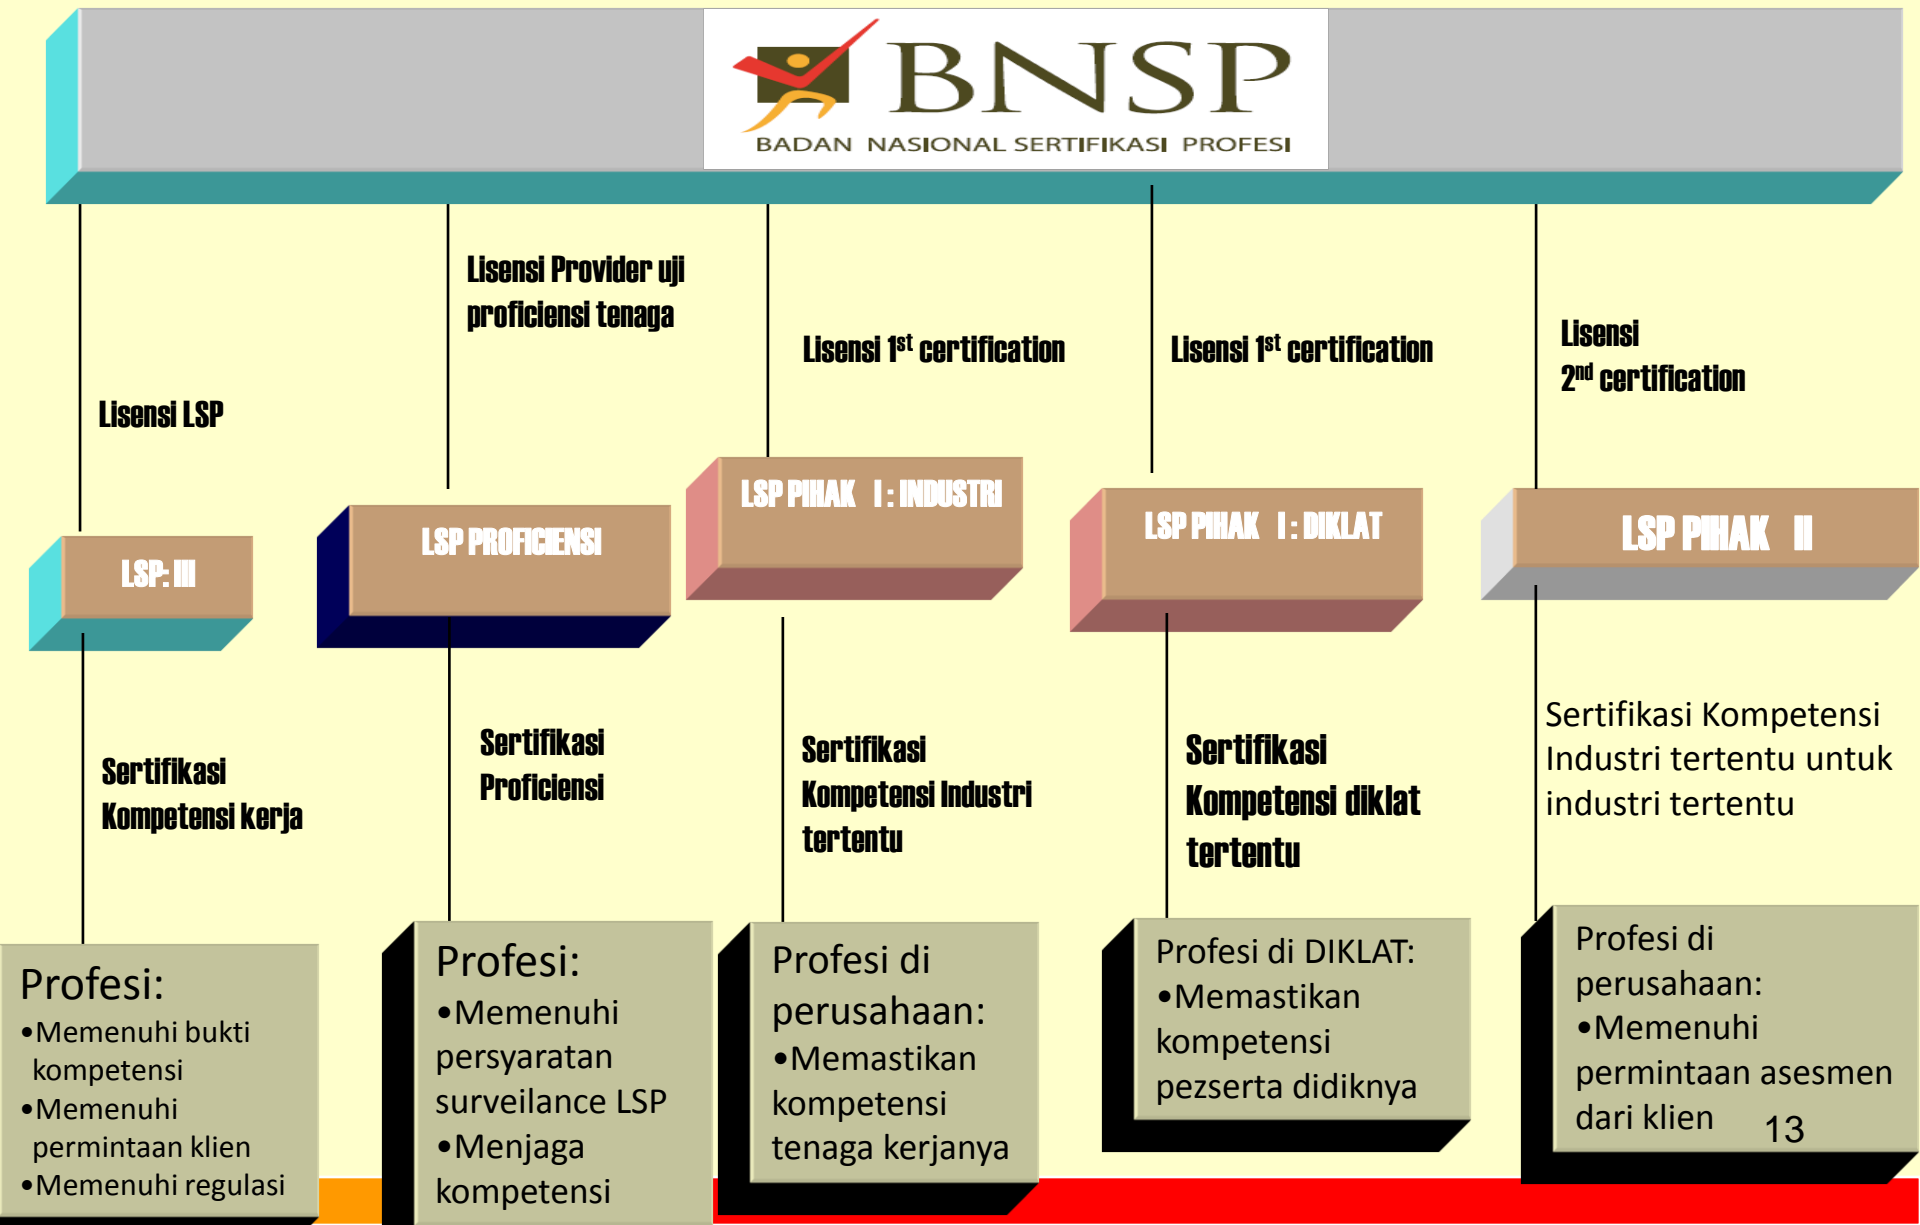 BNSP
BADAN NASIONAL SERTIFIKASI PROFESI
Lisensi LSP
LSP: III
Sertifikasi
Kompetensi kerja
Profesi:
•Memenuhi bukti
kompetensi
•Memenuhi
permintaan klien
•Memenuhi regulasi
Lisensi Provider uji
proficiensi tenaga
LSP PROFICIENSI
Sertifikasi
Proficiensi
Profesi:
•Memenuhi
persyaratan
surveilance LSP
•Menjaga
kompetensi
Lisensi 1st certification
LSP PIHAK I : INDUSTRI
Sertifikasi
Kompetensi Industri
tertentu
Profesi di
perusahaan:
•Memastikan
kompetensi
tenaga kerjanya
Lisensi 1st certification
LSP PIHAK I : DIKLAT
Sertifikasi
Kompetensi diklat
tertentu
Profesi di DIKLAT:
•Memastikan
kompetensi
pezserta didiknya
Lisensi
2nd certification
LSP PIHAK II
Sertifikasi Kompetensi
Industri tertentu untuk
industri tertentu
Profesi di
perusahaan:
•Memenuhi
permintaan asesmen
dari klien
13